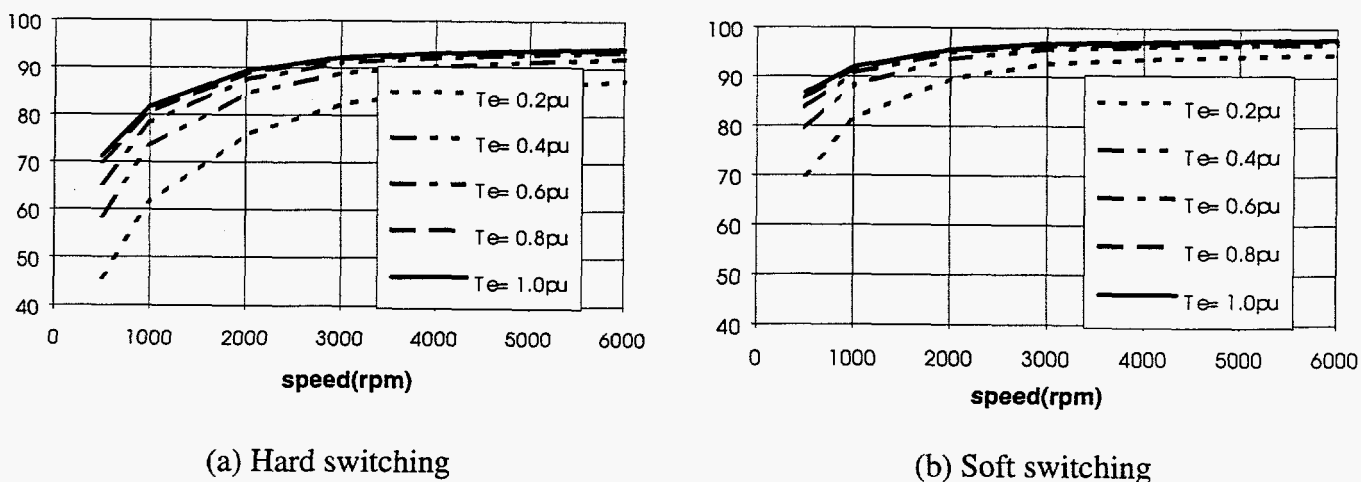 100
90
80
70
60
50
40
0
1000
2000
3000
4000
5000
6000
speed(rpm)
Te= 0.2pu
Te= 0.4pu
Te= 0.6pu
Te= 0.8pu
Te= 1.0pu
(a) Hard switching
100
90
80
70
60
50
40
0
1000
2000
3000
4000
5000
6000
speed(rpm)
Te= 0.2pu
Te= 0.4pu
Te= 0.6pu
Te= 0.8pu
Te= 1.0pu
(b) Soft switching